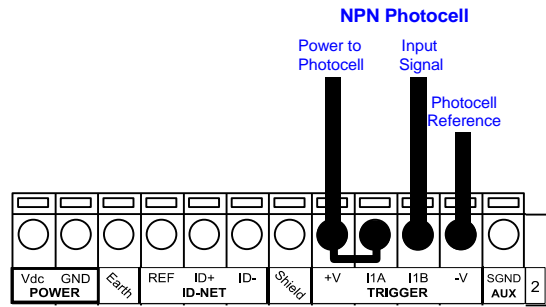 NPN Photocell
Power to
Photocell
Input
Signal
Photocell
Reference
Vdc GND Earth REF ID+ ID- Shield +V I1A I1B -V SGND
POWER ID-NET TRIGGER AUX 2